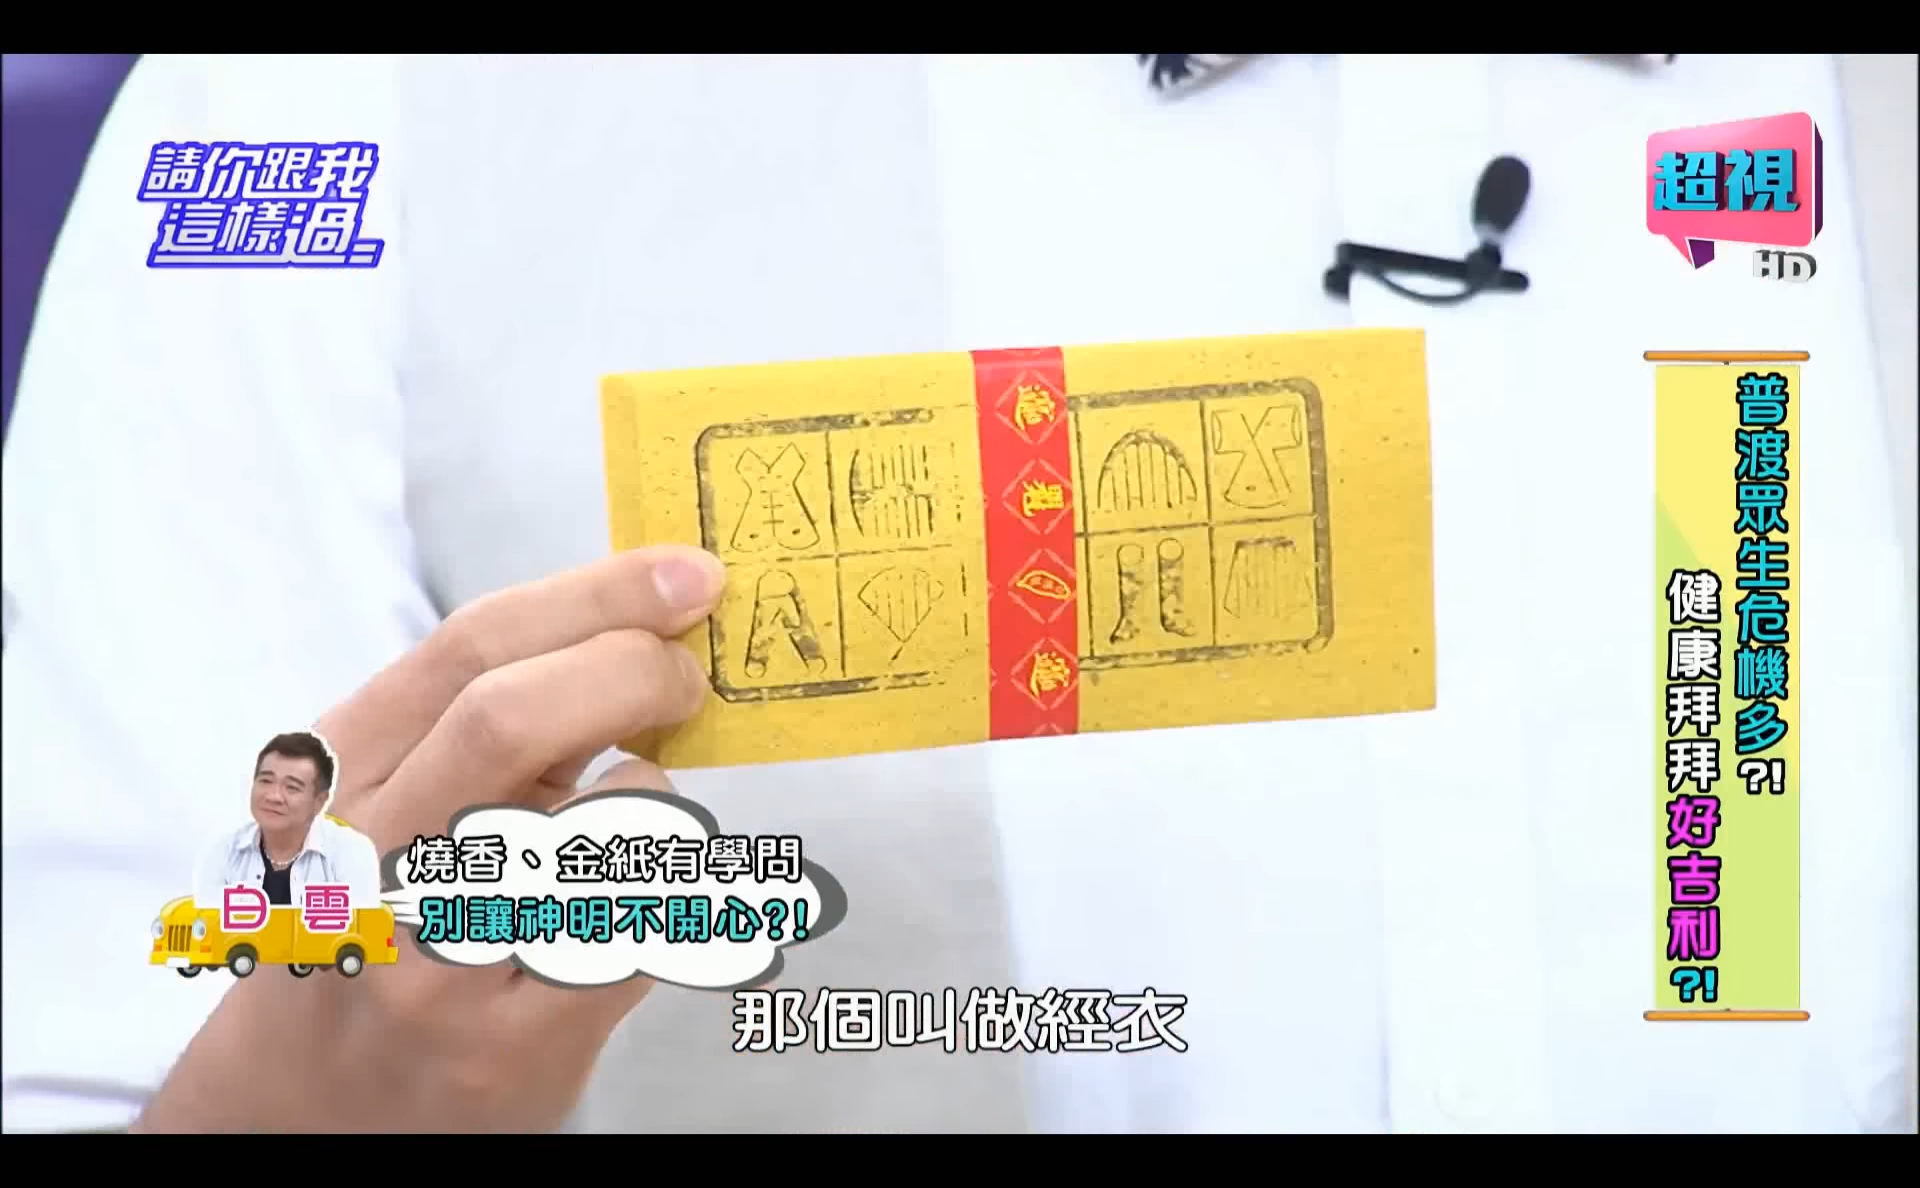 請你跟我
這樣過
超視
HD
普渡眾生危機多?!
健康拜拜好吉利?!
燒香、金紙有學問
別讓神明不開心?!
白雲
那個叫做經衣